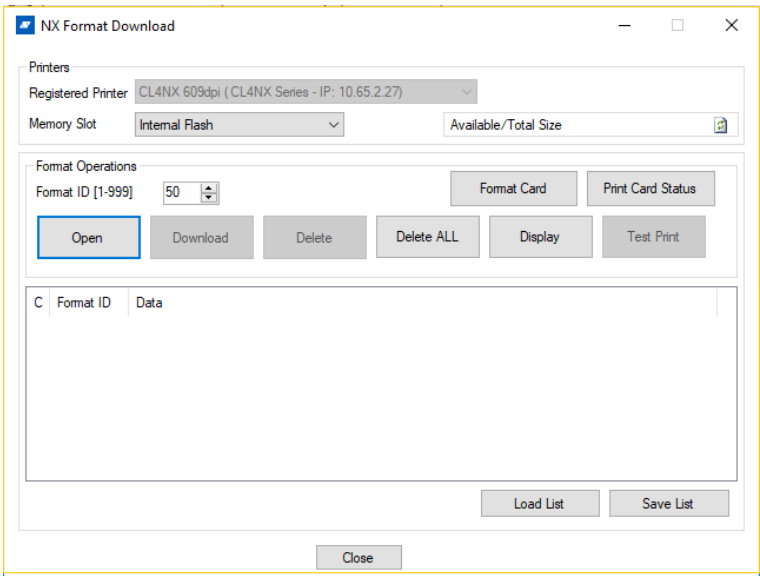 NX Format Download
Printers
Registered Printer CL4NX 609dpi ( CL4NX Series - IP: 10.65.2.27)
Memory Slot Internal Flash Available/Total Size
Format Operations
Format ID [1-999] 50 Format Card Print Card Status
Open Download Delete Delete ALL Display Test Print
C Format ID Data
Load List Save List
Close